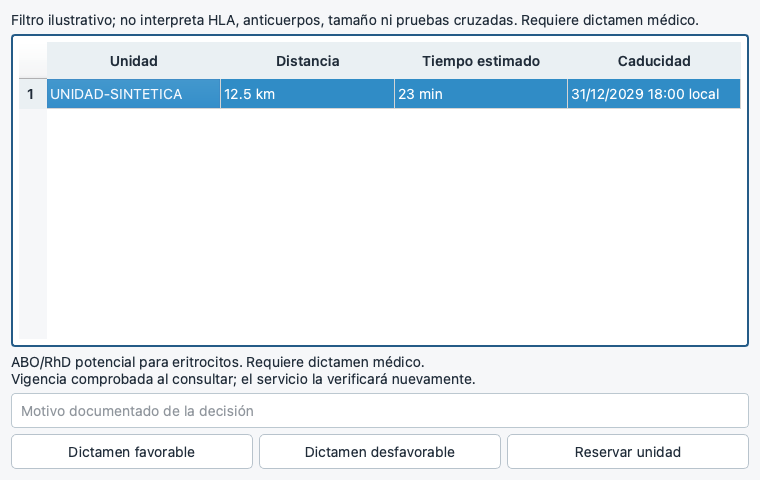 Filtro ilustrativo; no interpreta HLA, anticuerpos, tamaño ni pruebas cruzadas. Requiere dictamen médico.
Unidad Distancia Tiempo estimado Caducidad
1 UNIDAD-SINTETICA 12.5 km 23 min 31/12/2029 18:00 local
ABO/RhD potencial para eritrocitos. Requiere dictamen médico.
Vigencia comprobada al consultar; el servicio la verificará nuevamente.
Motivo documentado de la decisión
Dictamen favorable Dictamen desfavorable Reservar unidad